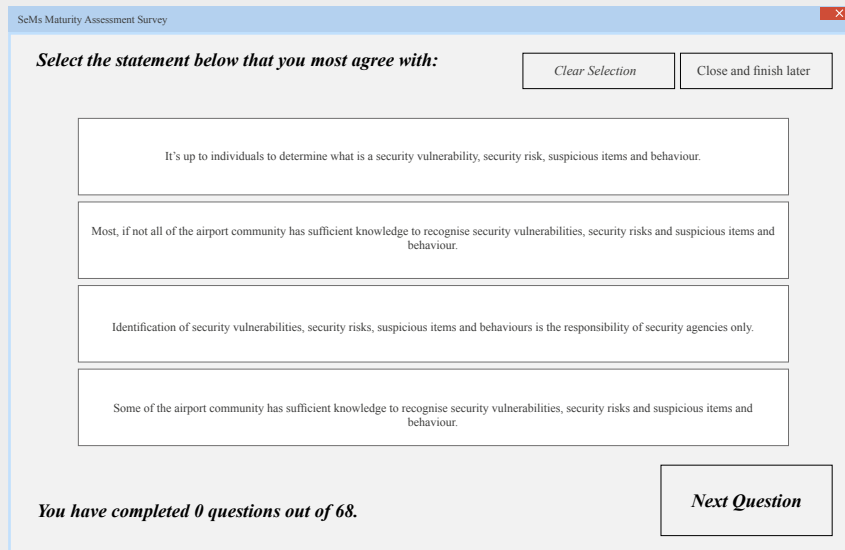 SeMs Maturity Assessment Survey
Select the statement below that you most agree with:
Clear Selection
Close and finish later
It's up to individuals to determine what is a security vulnerability, security risk, suspicious items and behaviour.
Most, if not all of the airport community has sufficient knowledge to recognise security vulnerabilities, security risks and suspicious items and
behaviour.
Identification of security vulnerabilities, security risks, suspicious items and behaviours is the responsibility of security agencies only.
Some of the airport community has sufficient knowledge to recognise security vulnerabilities, security risks and suspicious items and
behaviour.
You have completed 0 questions out of 68.
Next Question